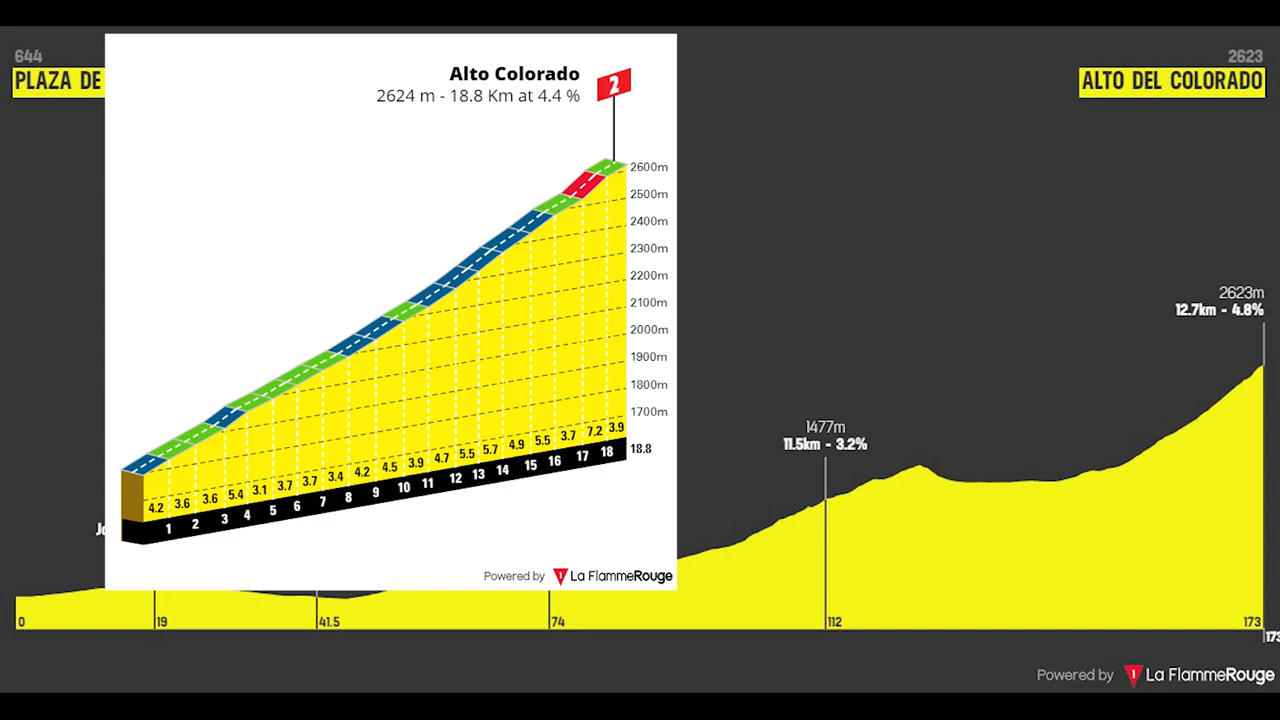 644
PLAZA DE
2623
ALTO DEL COLORADO
Alto Colorado
2624 m - 18.8 Km at 4.4 %
2
2600m
2500m
2400m
2300m
2200m
2100m
2000m
1900m
1800m
1700m
4.2 3.6 3.6 5.4 3.1 3.7 3.7 3.4 4.2 4.5 3.9 4.7 5.5 5.7 4.9 5.5 3.7 7.2 3.9
1 2 3 4 5 6 7 8 9 10 11 12 13 14 15 16 17 18 18.8
Powered by La FlammeRouge
2623m
12.7km - 4.8%
1477m
11.5km - 3.2%
0 19 41.5 74 112 173
173
Powered by La FlammeRouge